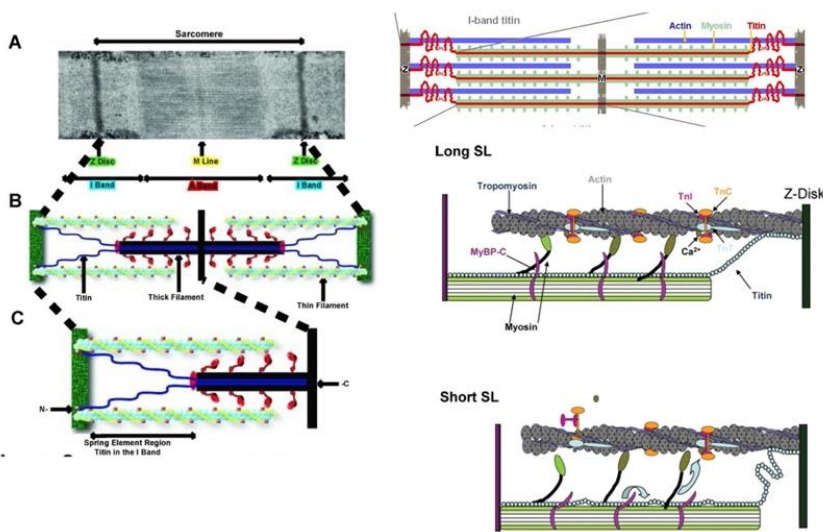 A
Sarcomere
Z Disc
M Line
Z Disc
I Band
A Band
I Band
B
Titin
Thick Filament
Thin Filament
C
N-
-C
Spring Element Region
Titin in the I Band
I-band titin
Actin
Myosin
Titin
Z
M
Z
Long SL
Tropomyosin
Actin
TnI
TnC
Z-Disk
MyBP-C
Ca2+
TnT
Titin
Myosin
Short SL